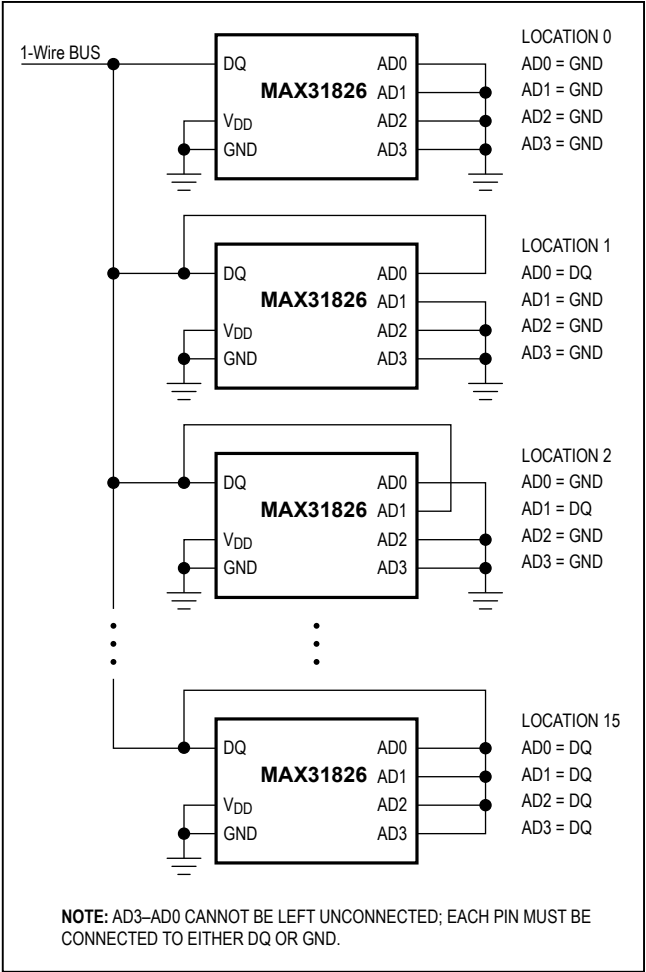 1-Wire BUS
DQ
VDD
GND
MAX31826
AD0
AD1
AD2
AD3
LOCATION 0
AD0 = GND
AD1 = GND
AD2 = GND
AD3 = GND
DQ
VDD
GND
MAX31826
AD0
AD1
AD2
AD3
LOCATION 1
AD0 = DQ
AD1 = GND
AD2 = GND
AD3 = GND
DQ
VDD
GND
MAX31826
AD0
AD1
AD2
AD3
LOCATION 2
AD0 = GND
AD1 = DQ
AD2 = GND
AD3 = GND
DQ
VDD
GND
MAX31826
AD0
AD1
AD2
AD3
LOCATION 15
AD0 = DQ
AD1 = DQ
AD2 = DQ
AD3 = DQ
NOTE: AD3–AD0 CANNOT BE LEFT UNCONNECTED; EACH PIN MUST BE
CONNECTED TO EITHER DQ OR GND.